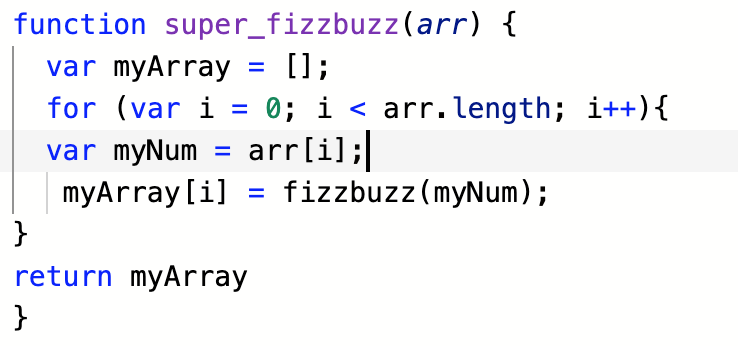 function super_fizzbuzz(arr) {
  var myArray = [];
  for (var i = 0; i < arr.length; i++){
  var myNum = arr[i];
   myArray[i] = fizzbuzz(myNum);
}
return myArray
}